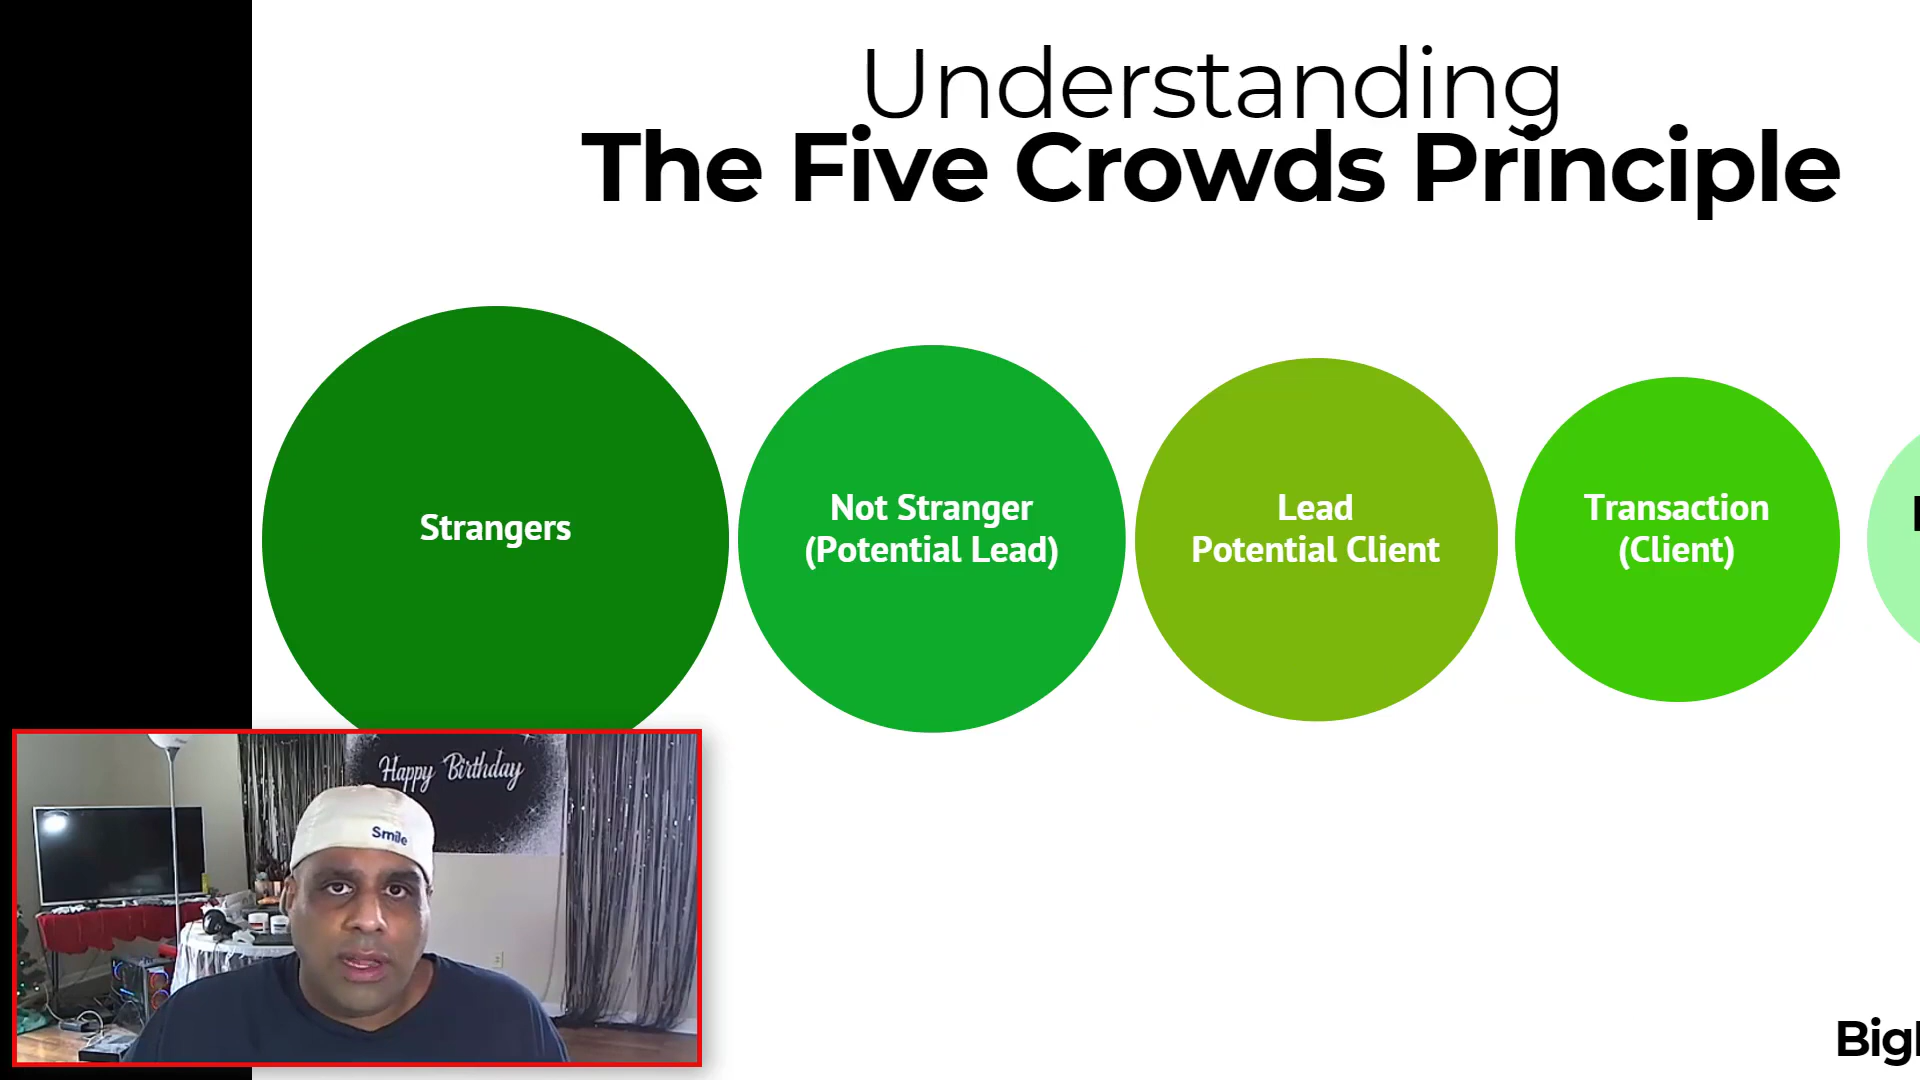 Understanding
The Five Crowds Principle
Strangers
Not Stranger
(Potential Lead)
Lead
Potential Client
Transaction
(Client)
Happy Birthday
Smile